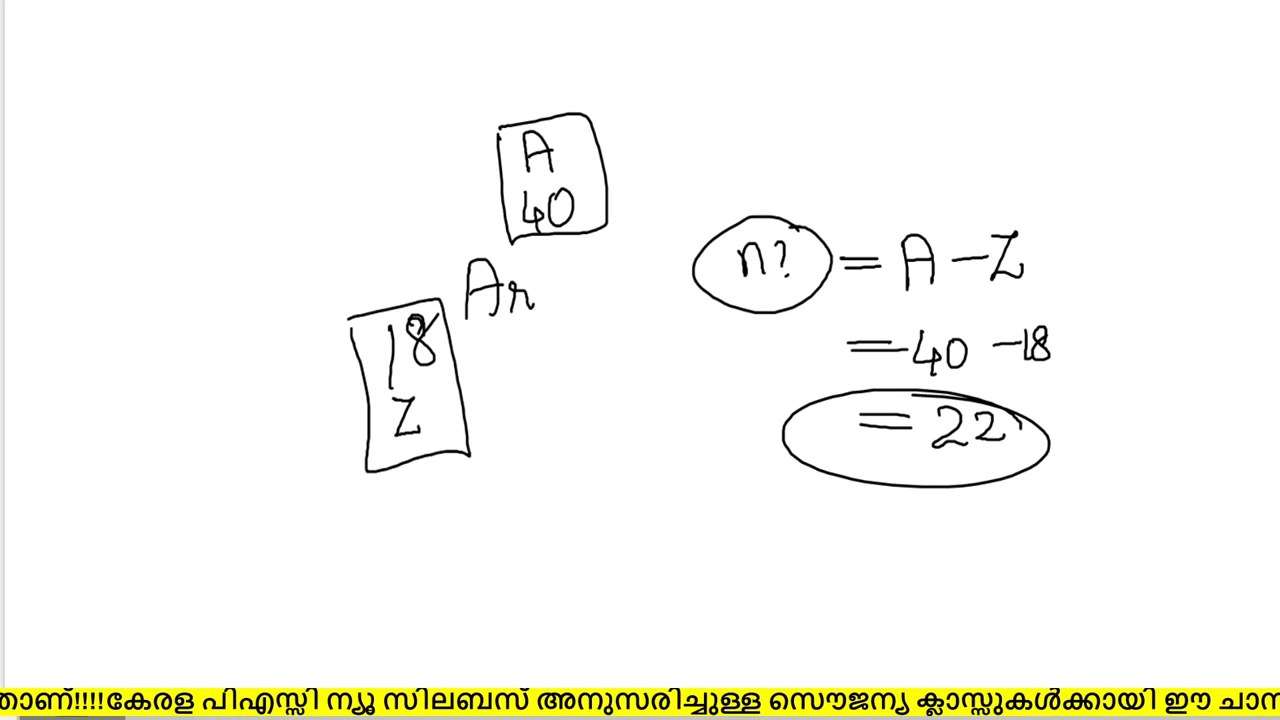 A
40
Ar
18
Z
n? = A - Z
= 40 - 18
= 22
താണ്!!!!കേരള പിഎസ്സി ന്യൂ സിലബസ് അനുസരിച്ചുള്ള സൌജന്യ ക്ലാസ്സുകൾക്കായി ഈ ചാന